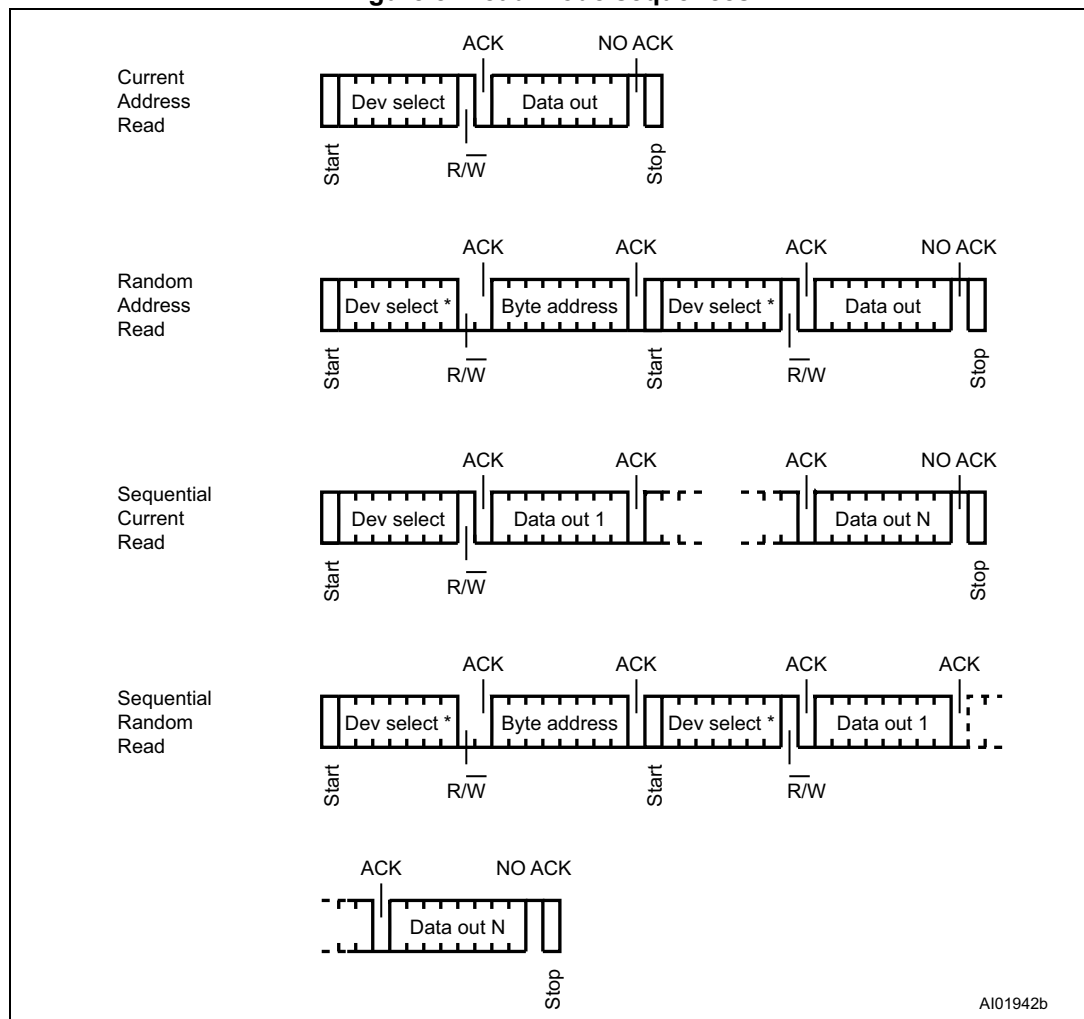 ACK NO ACK
Current
Address
Read
Dev select Data out
Start R/W Stop
ACK ACK ACK NO ACK
Random
Address
Read
Dev select * Byte address Dev select * Data out
Start R/W Start R/W Stop
ACK ACK ACK NO ACK
Sequential
Current
Read
Dev select Data out 1 Data out N
Start R/W Stop
ACK ACK ACK ACK
Sequential
Random
Read
Dev select * Byte address Dev select * Data out 1
Start R/W Start R/W
ACK NO ACK
Data out N
Stop
AI01942b